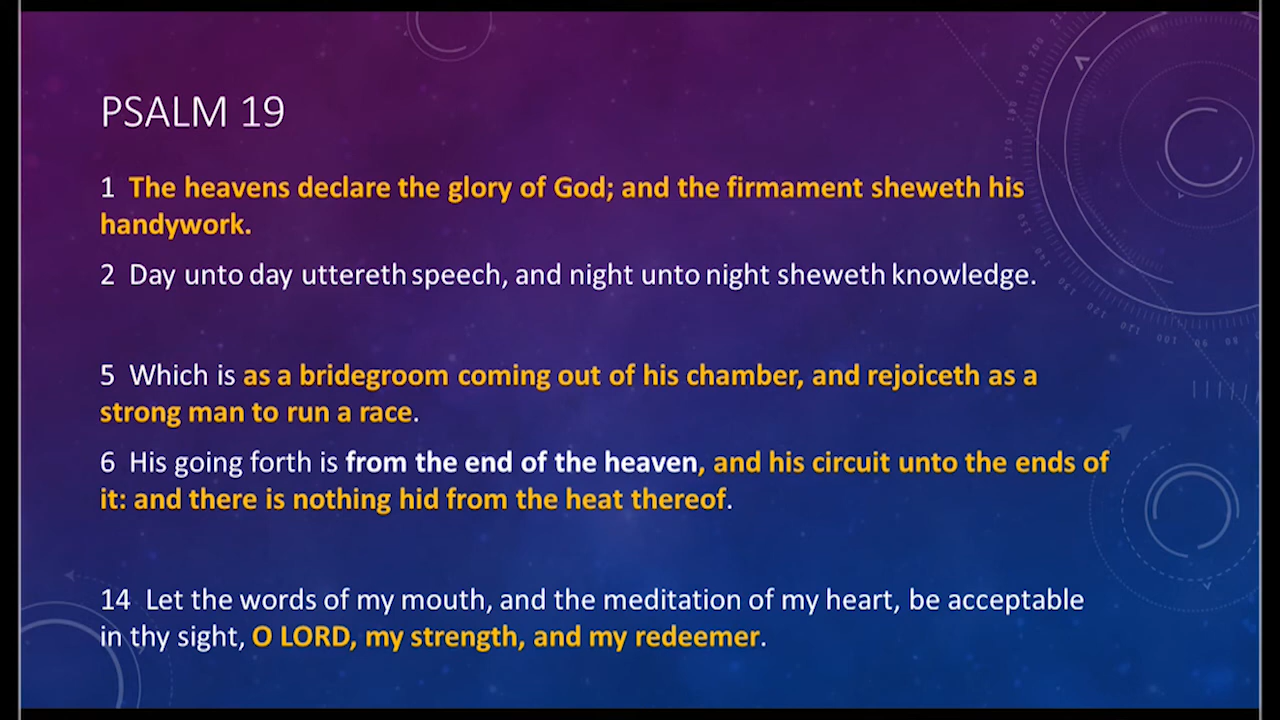 PSALM 19
1 The heavens declare the glory of God; and the firmament sheweth his
handywork.
2 Day unto day uttereth speech, and night unto night sheweth knowledge.
5 Which is as a bridegroom coming out of his chamber, and rejoiceth as a
strong man to run a race.
6 His going forth is from the end of the heaven, and his circuit unto the ends of
it: and there is nothing hid from the heat thereof.
14 Let the words of my mouth, and the meditation of my heart, be acceptable
in thy sight, O LORD, my strength, and my redeemer.